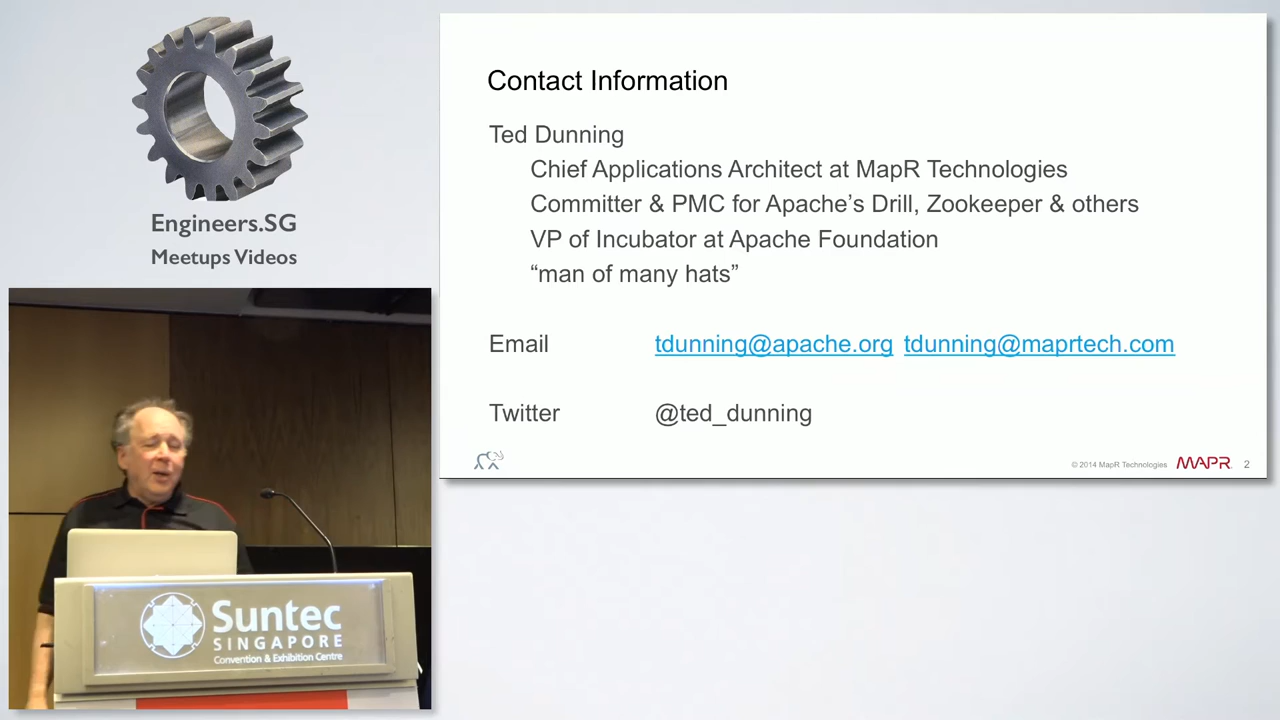 Engineers.SG
Meetups Videos
Contact Information
Ted Dunning
Chief Applications Architect at MapR Technologies
Committer & PMC for Apache’s Drill, Zookeeper & others
VP of Incubator at Apache Foundation
“man of many hats”
Email tdunning@apache.org tdunning@maprtech.com
Twitter @ted_dunning
© 2014 MapR Technologies MAPR 2
Suntec
SINGAPORE
Convention & Exhibition Centre